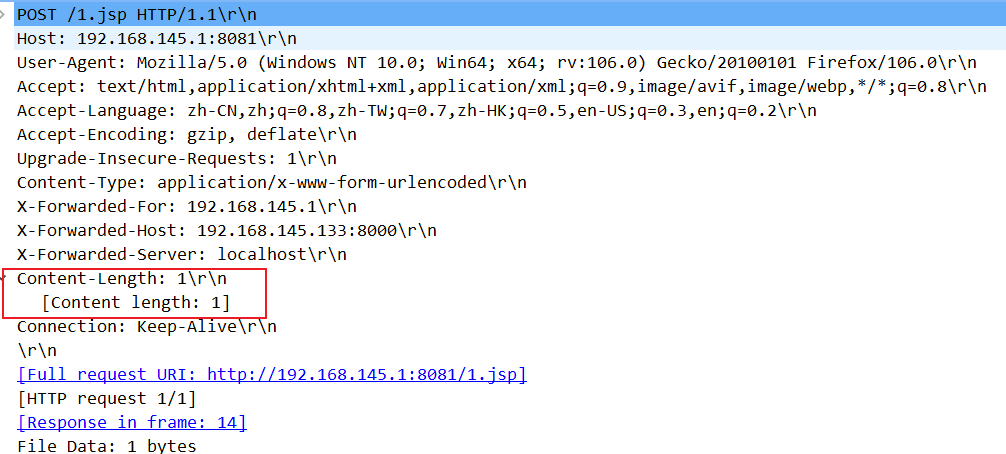 POST /1.jsp HTTP/1.1\r\n
Host: 192.168.145.1:8081\r\n
User-Agent: Mozilla/5.0 (Windows NT 10.0; Win64; x64; rv:106.0) Gecko/20100101 Firefox/106.0\r\n
Accept: text/html,application/xhtml+xml,application/xml;q=0.9,image/avif,image/webp,*/*;q=0.8\r\n
Accept-Language: zh-CN,zh;q=0.8,zh-TW;q=0.7,zh-HK;q=0.5,en-US;q=0.3,en;q=0.2\r\n
Accept-Encoding: gzip, deflate\r\n
Upgrade-Insecure-Requests: 1\r\n
Content-Type: application/x-www-form-urlencoded\r\n
X-Forwarded-For: 192.168.145.1\r\n
X-Forwarded-Host: 192.168.145.133:8000\r\n
X-Forwarded-Server: localhost\r\n
Content-Length: 1\r\n
[Content length: 1]
Connection: Keep-Alive\r\n
\r\n
[Full request URI: http://192.168.145.1:8081/1.jsp]
[HTTP request 1/1]
[Response in frame: 14]
File Data: 1 bytes